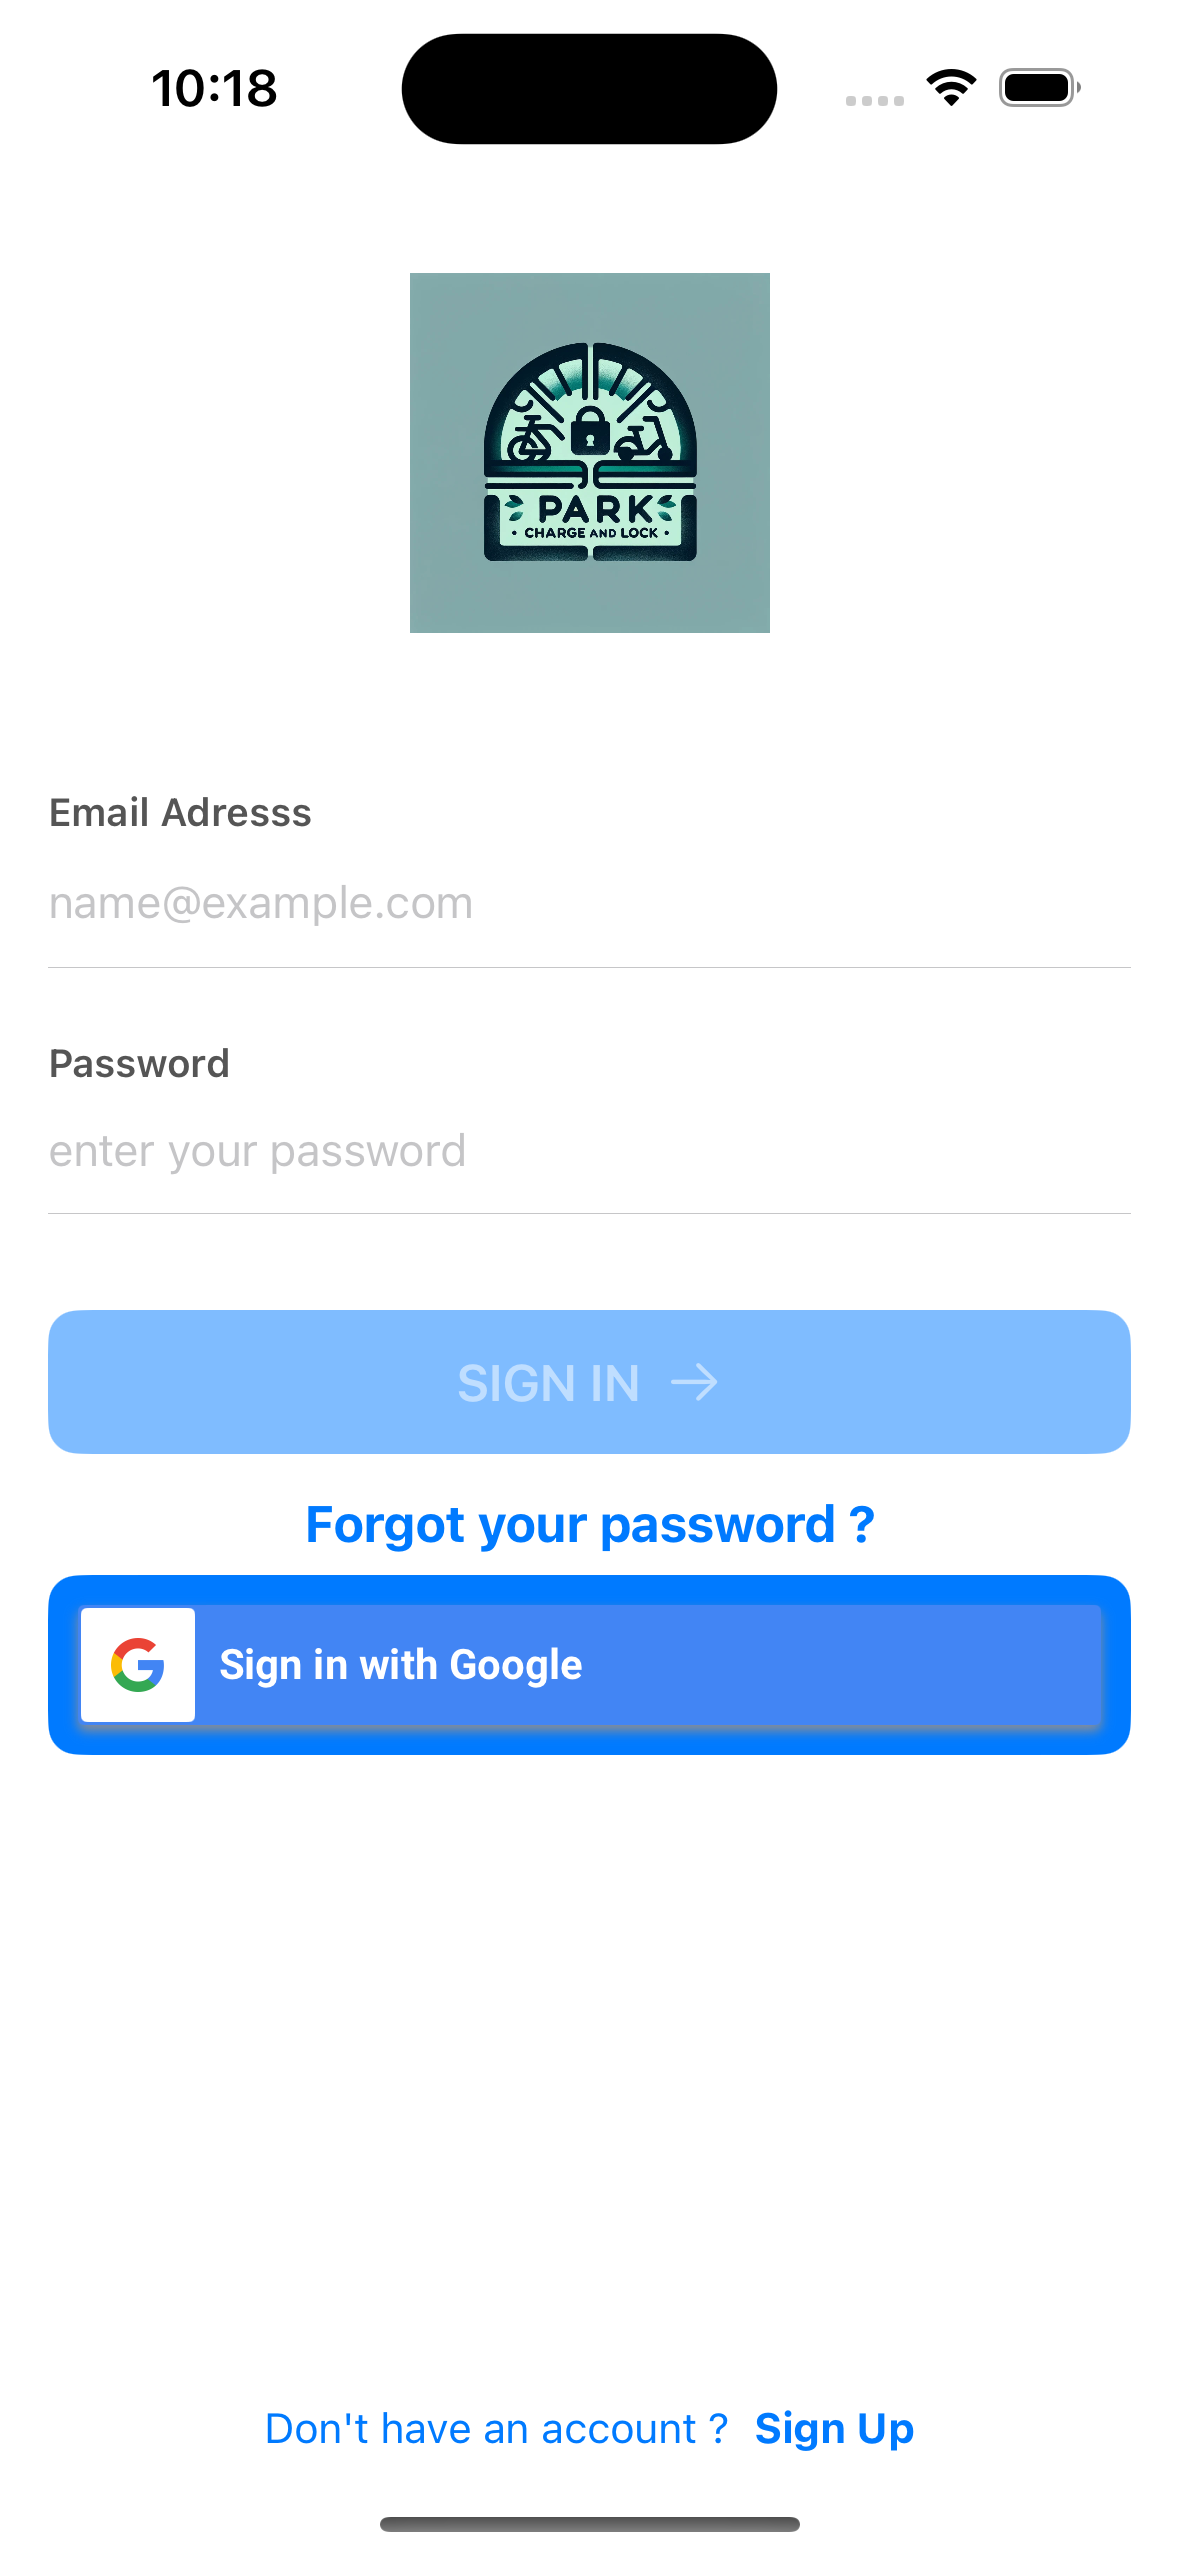 10:18
PARK
• CHARGE AND LOCK •
Email Adresss
name@example.com
Password
enter your password
SIGN IN →
Forgot your password ?
Sign in with Google
Don't have an account ? Sign Up